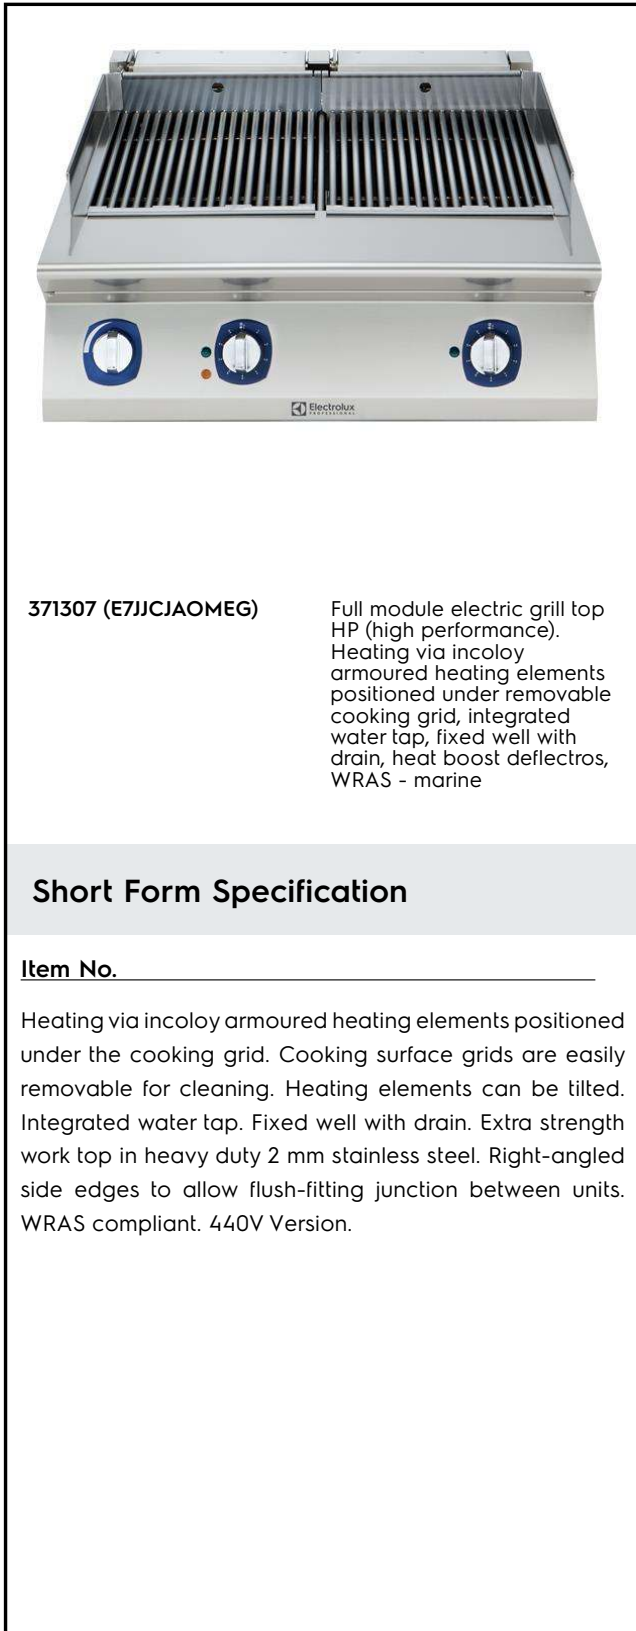 Electrolux
PROFESSIONAL
371307 (E7JJCJAOMEG)
Full module electric grill top
HP (high performance).
Heating via incoloy
armoured heating elements
positioned under removable
cooking grid, integrated
water tap, fixed well with
drain, heat boost deflectros,
WRAS - marine
Short Form Specification
Item No.
Heating via incoloy armoured heating elements positioned
under the cooking grid. Cooking surface grids are easily
removable for cleaning. Heating elements can be tilted.
Integrated water tap. Fixed well with drain. Extra strength
work top in heavy duty 2 mm stainless steel. Right-angled
side edges to allow flush-fitting junction between units.
WRAS compliant. 440V Version.